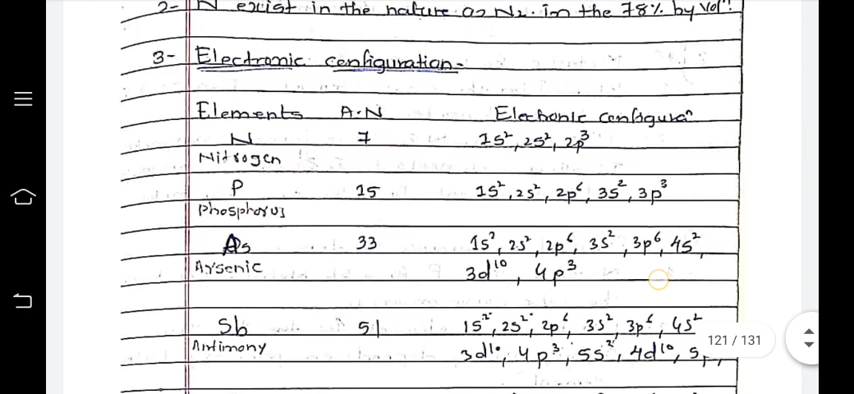 2- N exist in the nature as N₂. in the 78% by Vol.
3- Electronic configuration-
Elements A.N Electronic Configura
N 7 1s², 2s², 2p³
Nitrogen
P 15 1s², 2s², 2p⁶, 3s², 3p³
Phosphorus
As 33 1s², 2s², 2p⁶, 3s², 3p⁶, 4s²,
Arsenic 3d¹⁰, 4p³
Sb 51 1s², 2s², 2p⁶, 3s², 3p⁶, 4s²
121 / 131
Antimony 3d¹⁰, 4p³, 5s², 4d¹⁰,